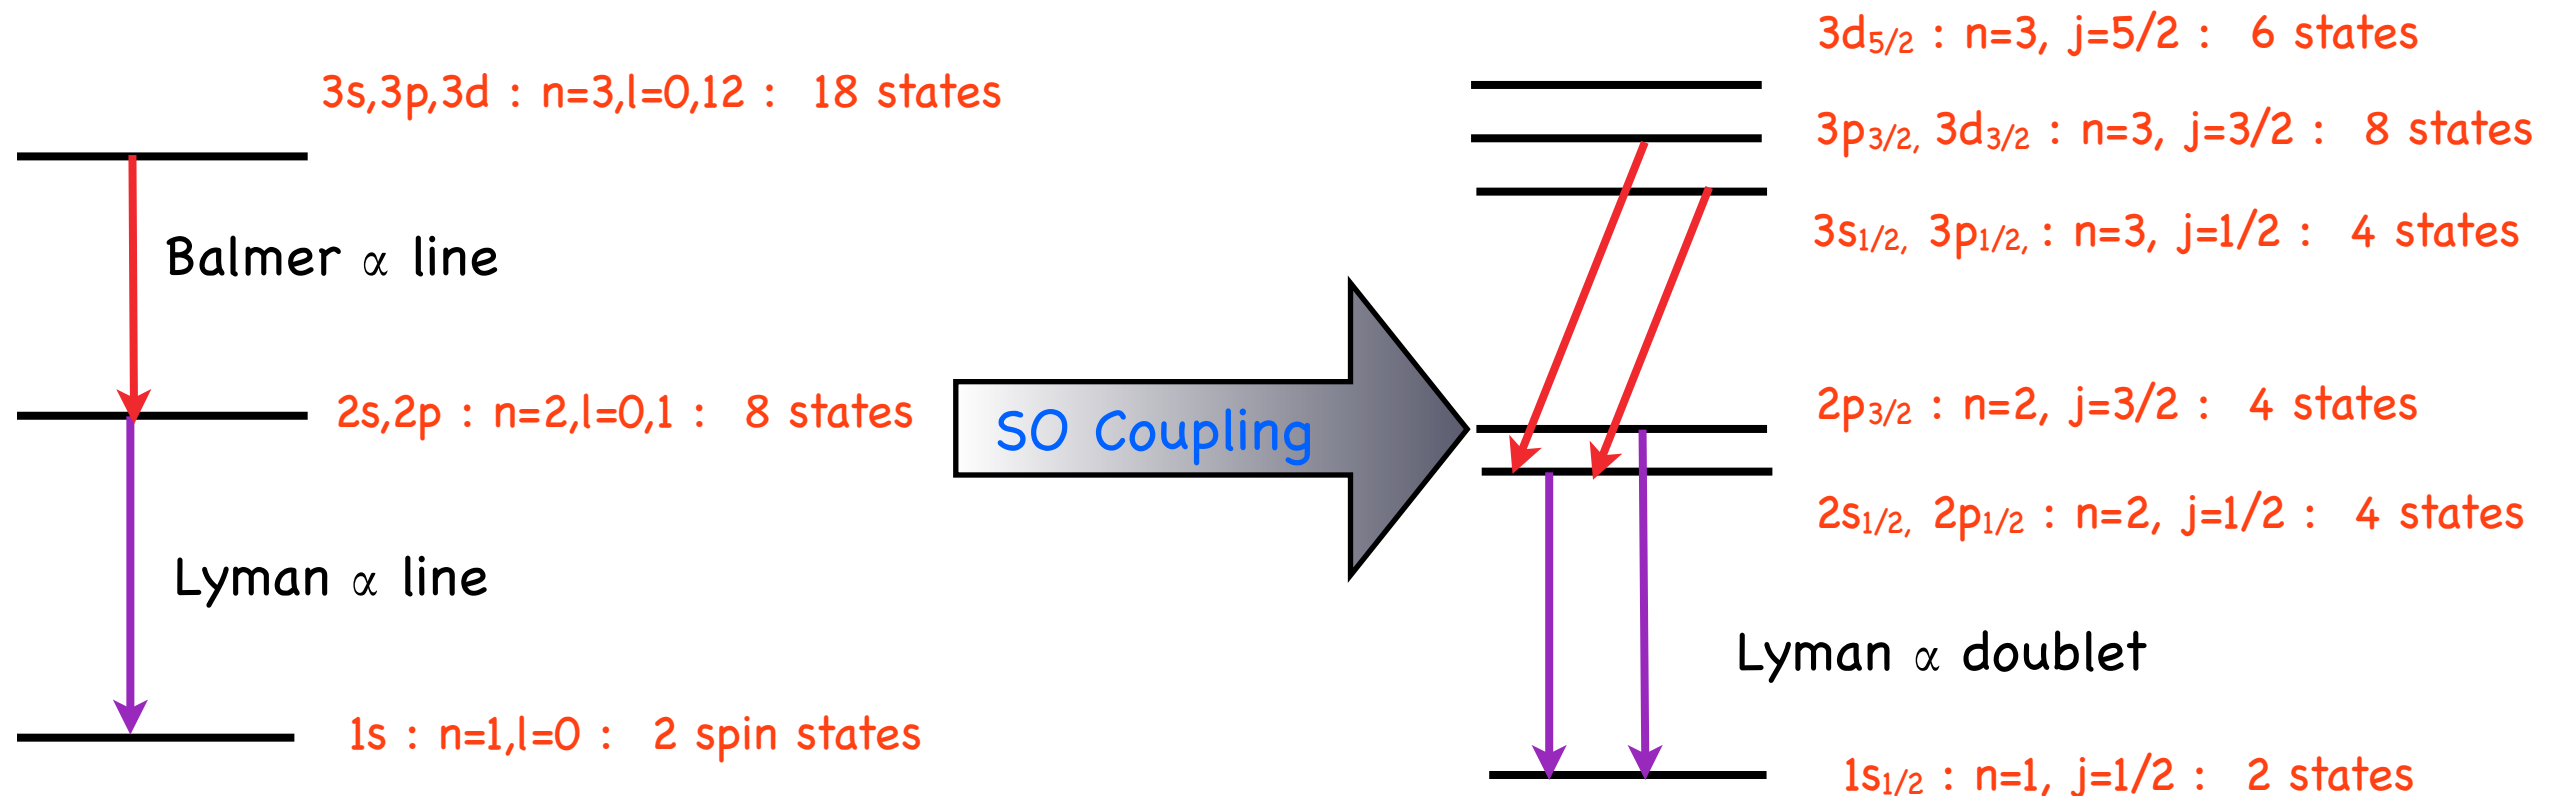 3s,3p,3d : n=3,l=0,12 : 18 states
Balmer ∝ line
2s,2p : n=2,l=0,1 : 8 states
Lyman ∝ line
1s : n=1,l=0 : 2 spin states
SO Coupling
3d5/2 : n=3, j=5/2 : 6 states
3p3/2, 3d3/2 : n=3, j=3/2 : 8 states
3s1/2, 3p1/2, : n=3, j=1/2 : 4 states
2p3/2 : n=2, j=3/2 : 4 states
2s1/2, 2p1/2 : n=2, j=1/2 : 4 states
Lyman ∝ doublet
1s1/2 : n=1, j=1/2 : 2 states